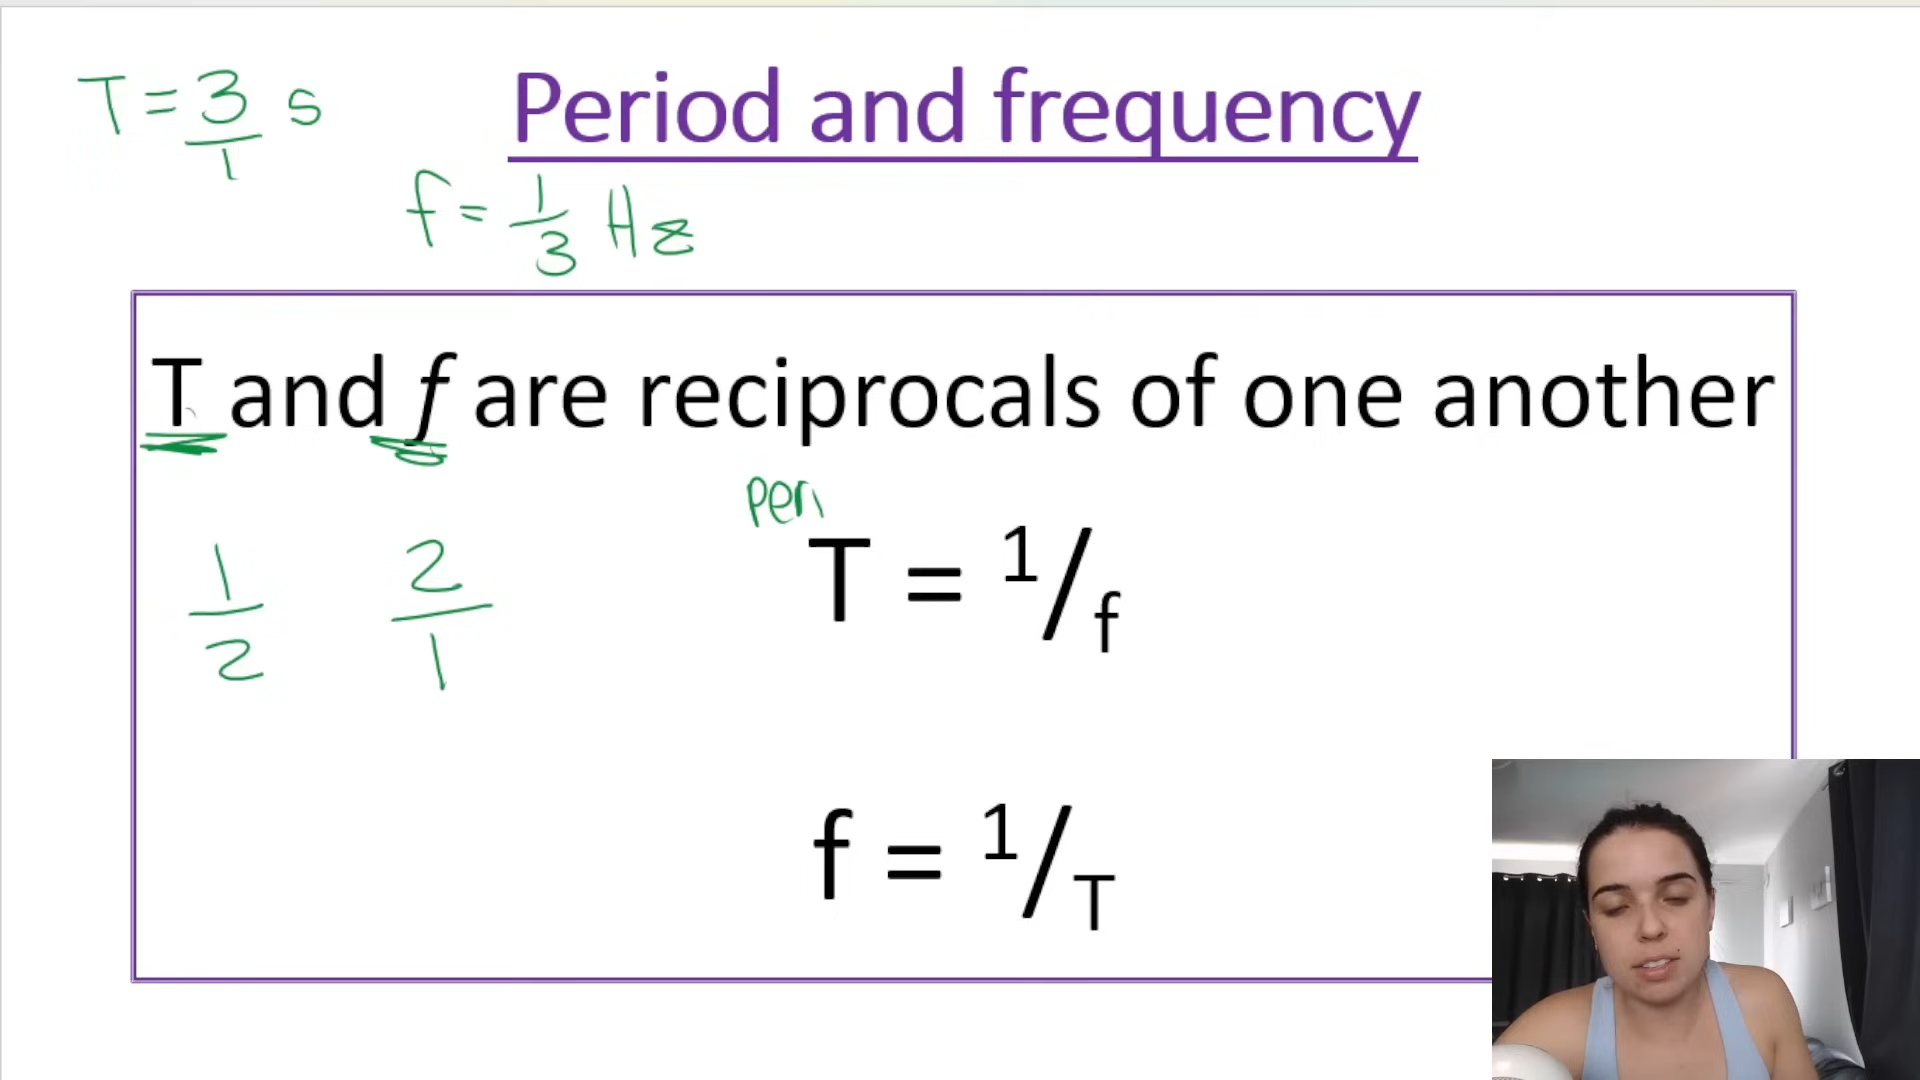 T = 3/1 s
Period and frequency
f = 1/3 Hz
T and f are reciprocals of one another
peri
T = 1/f
1/2 2/1
f = 1/T